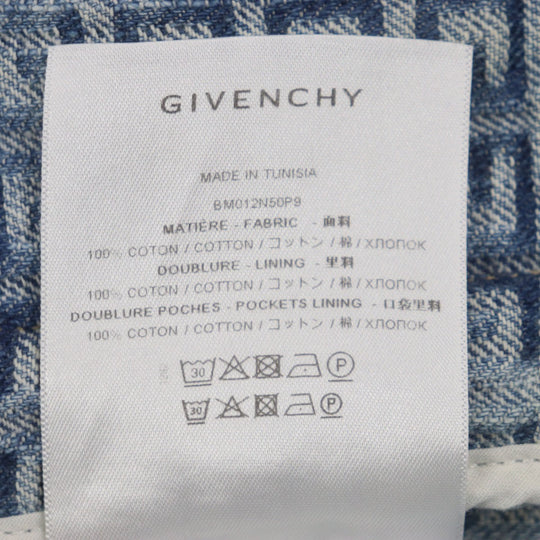 GIVENCHY
MADE IN TUNISIA
BM012N50P9
MATIÈRE - FABRIC - 面料
100% COTON / COTTON / コットン / 棉 / ХЛОПОК
DOUBLURE - LINING - 里料
100% COTON / COTTON / コットン / 棉 / ХЛОПОК
DOUBLURE POCHES - POCKETS LINING - 口袋里料
100% COTON / COTTON / コットン / 棉 / ХЛОПОК
30 P
30 P